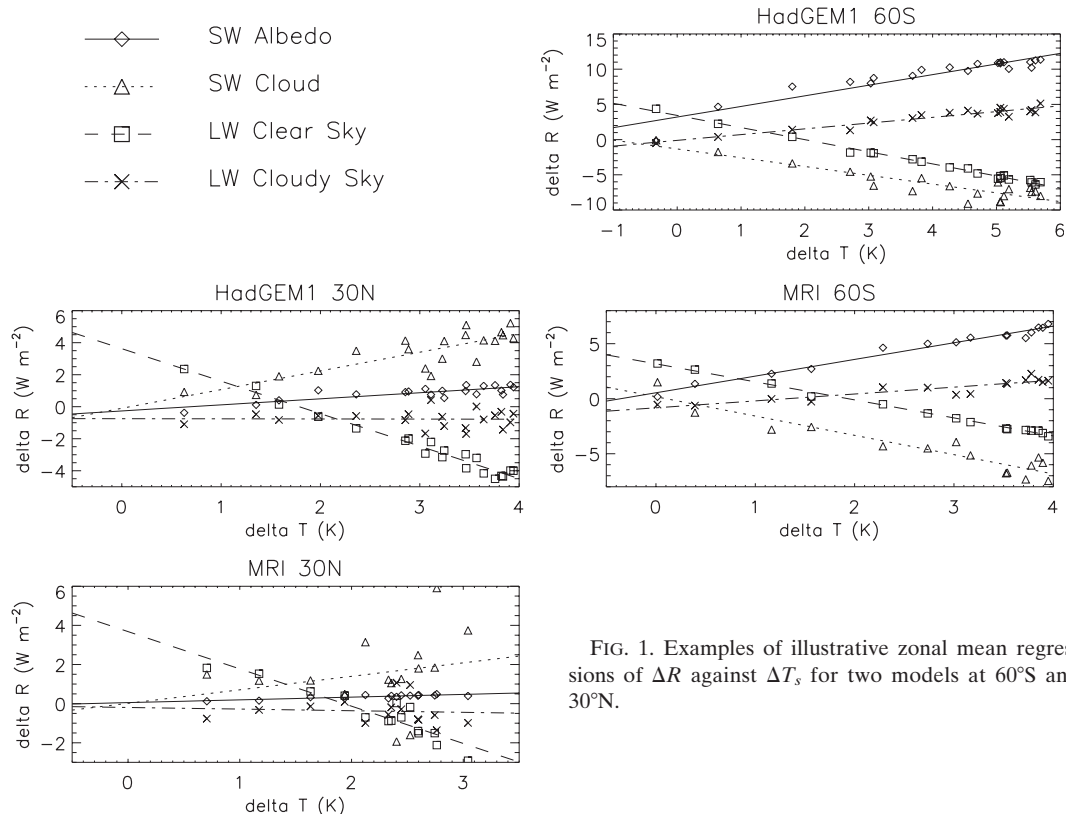 SW Albedo
SW Cloud
LW Clear Sky
LW Cloudy Sky
HadGEM1 60S
delta R (W m⁻²)
15
10
5
0
−5
−10
−1 0 1 2 3 4 5 6
delta T (K)
HadGEM1 30N
delta R (W m⁻²)
6
4
2
0
−2
−4
0 1 2 3 4
delta T (K)
MRI 60S
delta R (W m⁻²)
5
0
−5
0 1 2 3 4
delta T (K)
MRI 30N
delta R (W m⁻²)
6
4
2
0
−2
0 1 2 3
delta T (K)
FIG. 1. Examples of illustrative zonal mean regres-
sions of ΔR against ΔTₛ for two models at 60°S an
30°N.